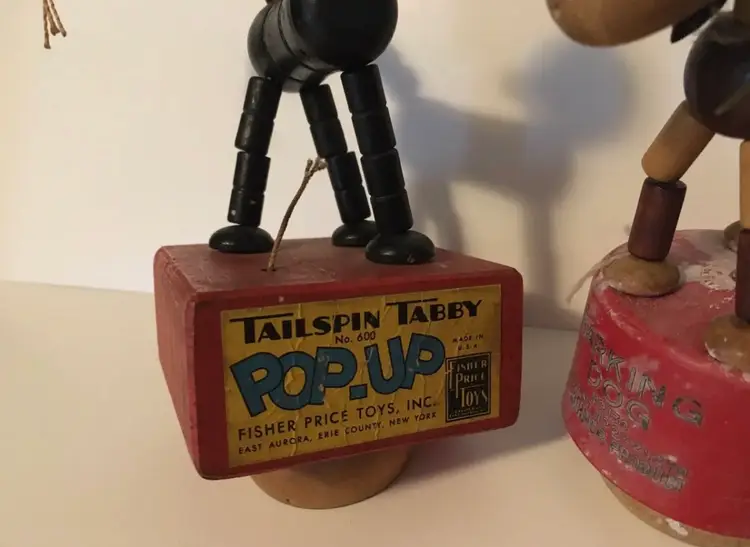 TAILSPIN TABBY
No. 600
POP-UP
MADE IN
U.S.A.
FISHER
PRICE
TOYS
FISHER PRICE TOYS, INC.
EAST AURORA, ERIE COUNTY, NEW YORK
KING
DOG